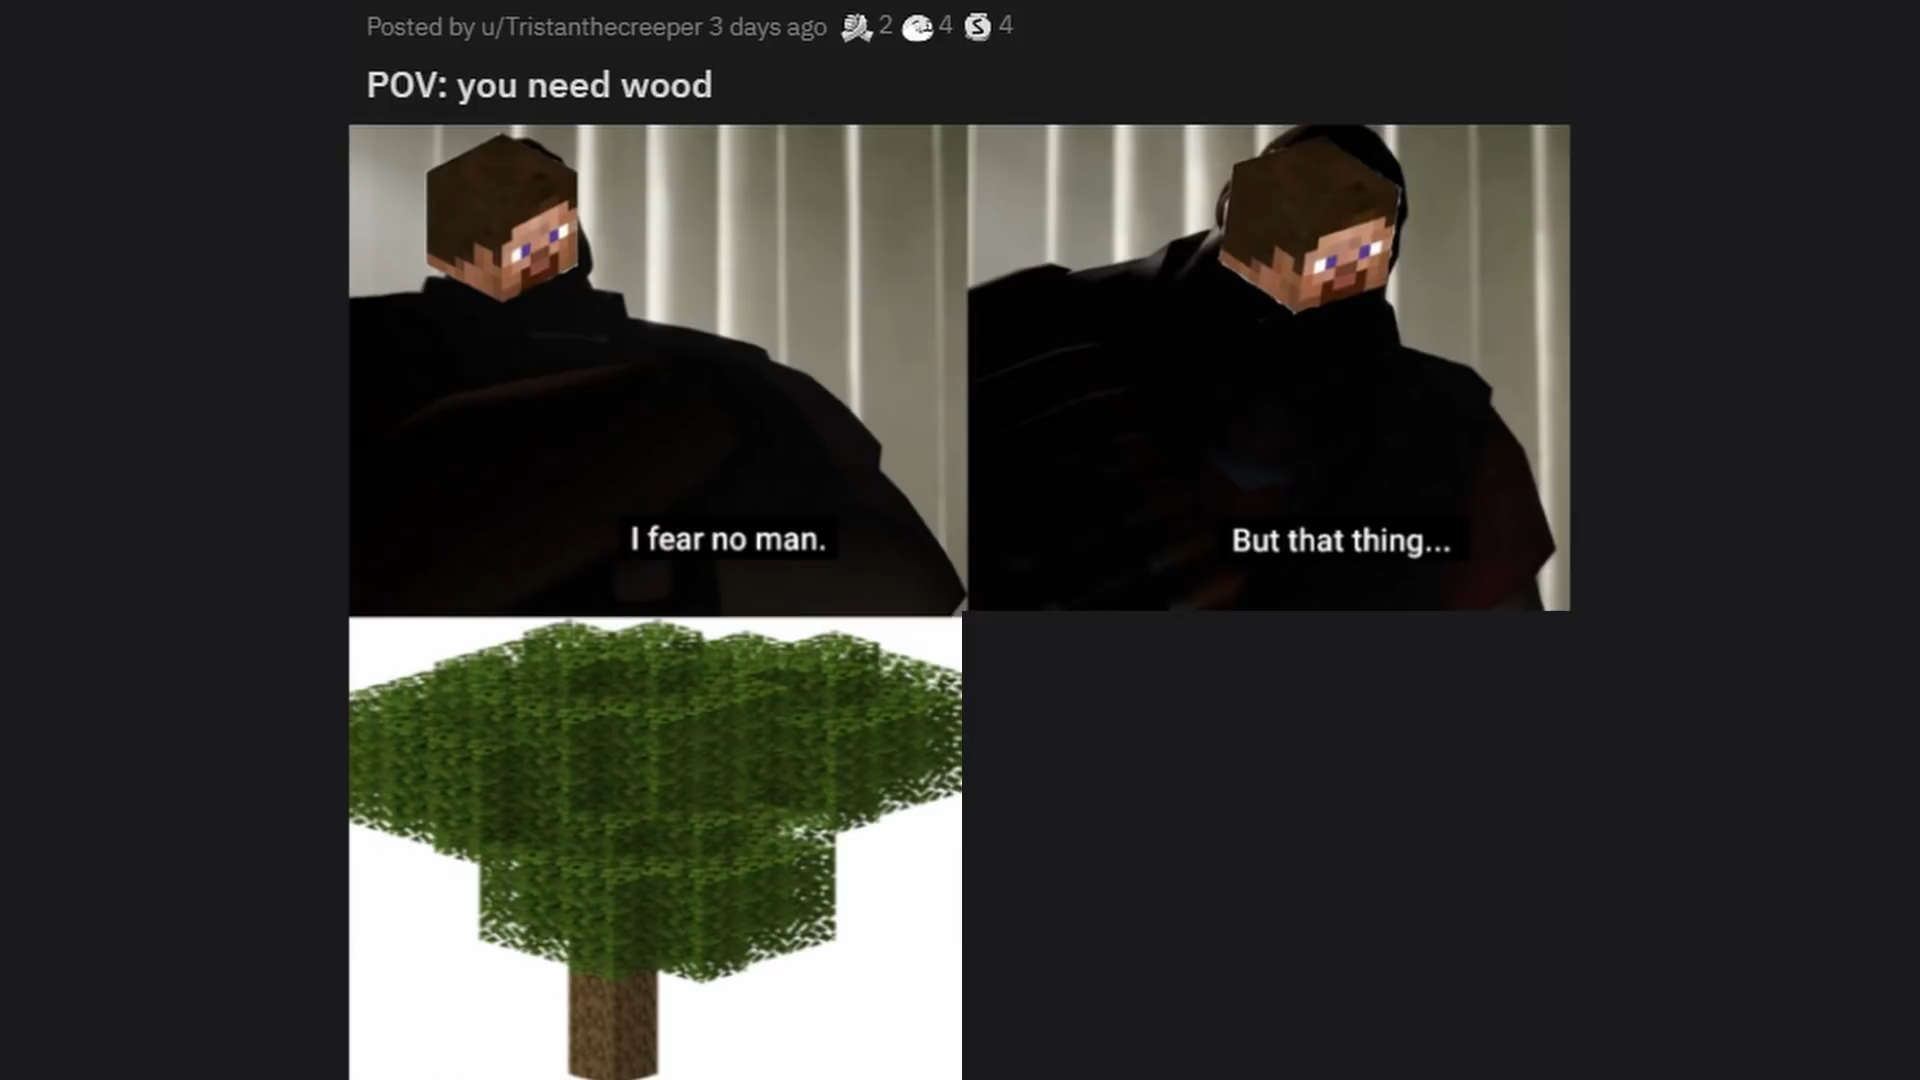 Posted by u/Tristanthecreeper 3 days ago 2 4 4
POV: you need wood
I fear no man.
But that thing...